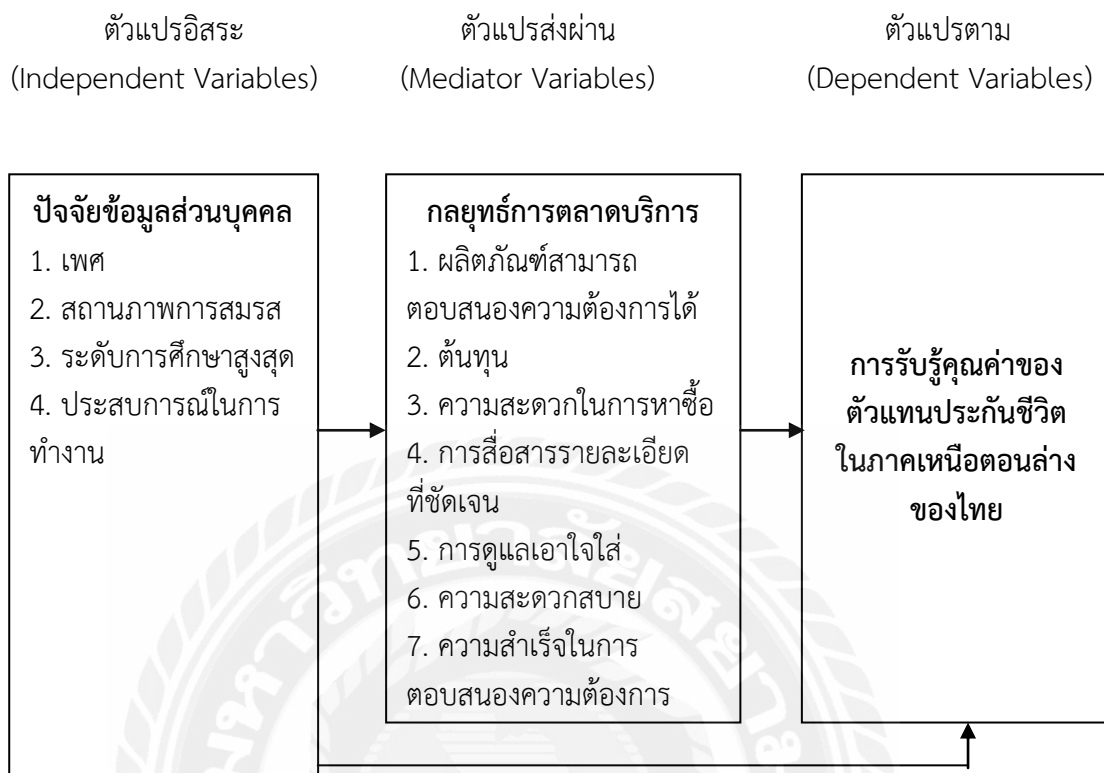 ตัวแปรอิสระ
(Independent Variables)
ตัวแปรส่งผ่าน
(Mediator Variables)
ตัวแปรตาม
(Dependent Variables)
ปัจจัยข้อมูลส่วนบุคคล
1. เพศ
2. สถานภาพการสมรส
3. ระดับการศึกษาสูงสุด
4. ประสบการณ์ในการ
ทำงาน
กลยุทธ์การตลาดบริการ
1. ผลิตภัณฑ์สามารถ
ตอบสนองความต้องการได้
2. ต้นทุน
3. ความสะดวกในการหาซื้อ
4. การสื่อสารรายละเอียด
ที่ชัดเจน
5. การดูแลเอาใจใส่
6. ความสะดวกสบาย
7. ความสำเร็จในการ
ตอบสนองความต้องการ
การรับรู้คุณค่าของ
ตัวแทนประกันชีวิต
ในภาคเหนือตอนล่าง
ของไทย